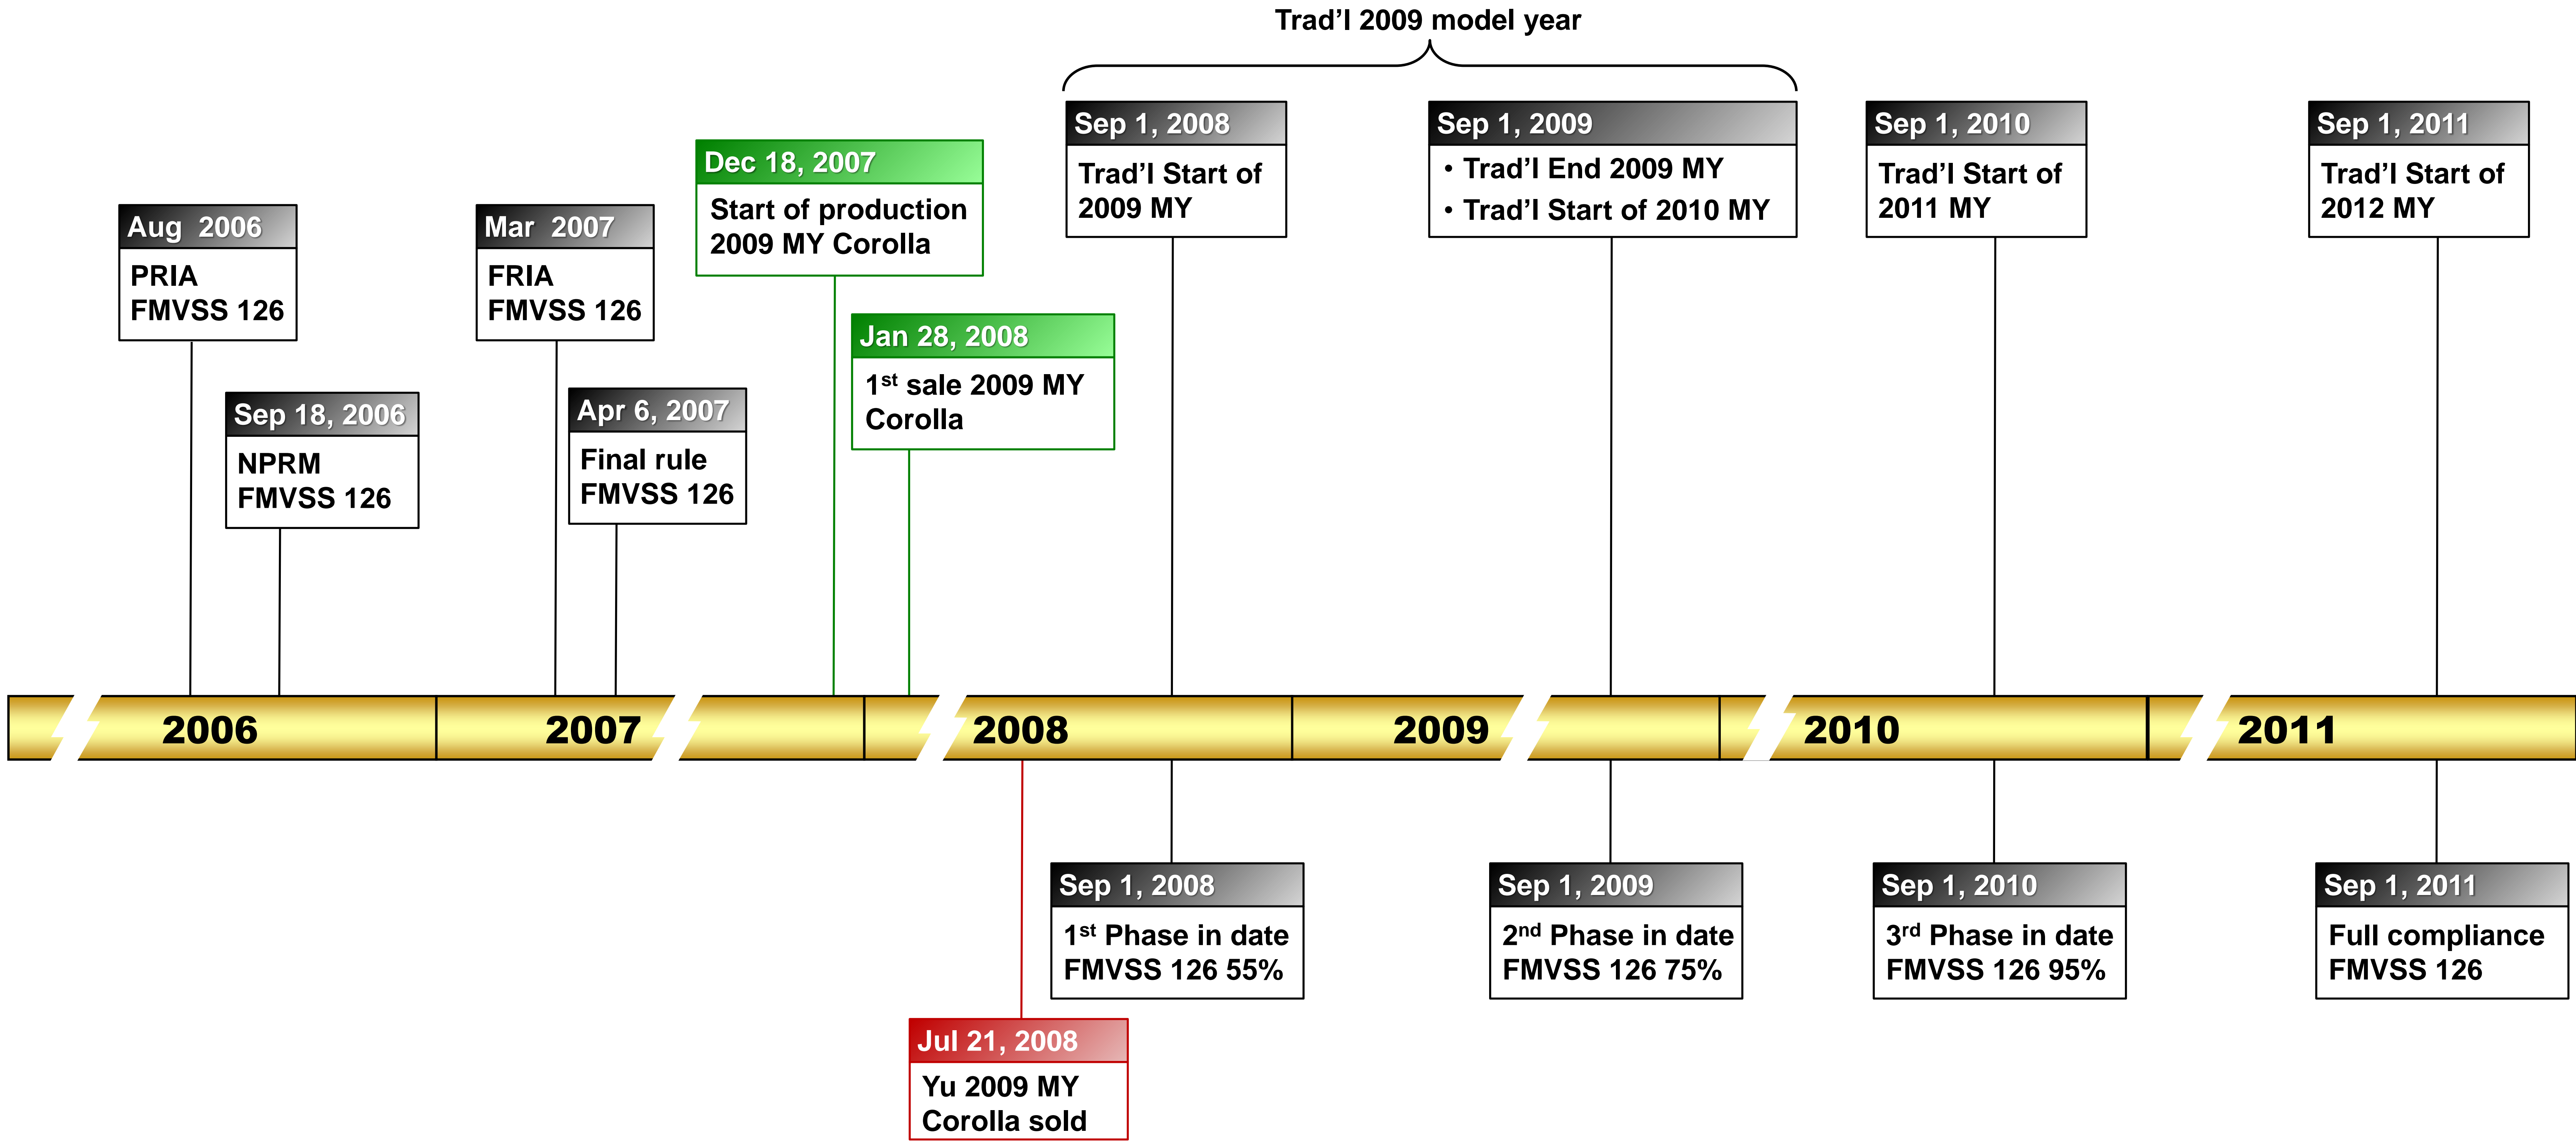 Trad’l 2009 model year
Sep 1, 2008
Trad’l Start of
2009 MY
Sep 1, 2009
• Trad’l End 2009 MY
• Trad’l Start of 2010 MY
Sep 1, 2010
Trad’l Start of
2011 MY
Sep 1, 2011
Trad’l Start of
2012 MY
Dec 18, 2007
Start of production
2009 MY Corolla
Aug 2006
PRIA
FMVSS 126
Mar 2007
FRIA
FMVSS 126
Jan 28, 2008
1st sale 2009 MY
Corolla
Sep 18, 2006
NPRM
FMVSS 126
Apr 6, 2007
Final rule
FMVSS 126
2006
2007
2008
2009
2010
2011
Sep 1, 2008
1st Phase in date
FMVSS 126 55%
Sep 1, 2009
2nd Phase in date
FMVSS 126 75%
Sep 1, 2010
3rd Phase in date
FMVSS 126 95%
Sep 1, 2011
Full compliance
FMVSS 126
Jul 21, 2008
Yu 2009 MY
Corolla sold